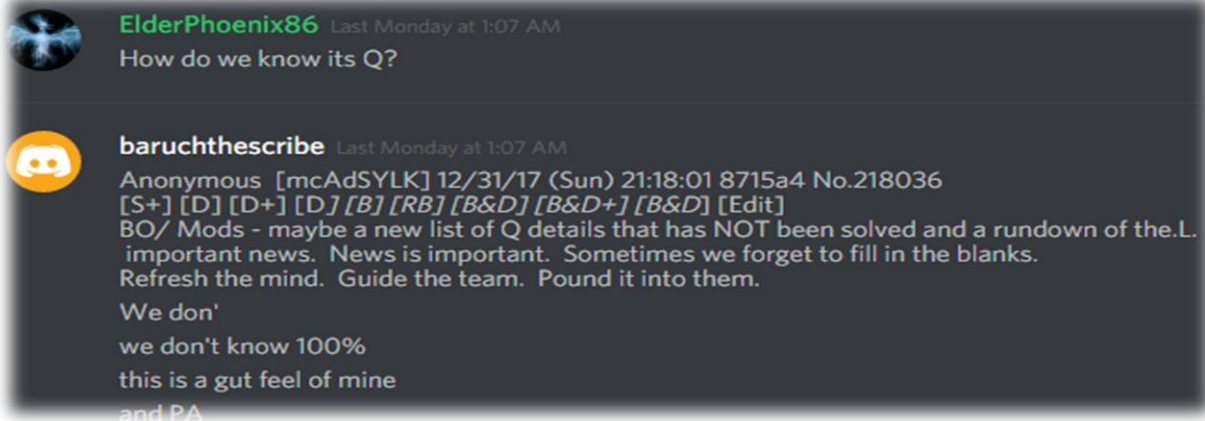 ElderPhoenix86 Last Monday at 1:07 AM
How do we know its Q?
baruchthescribe Last Monday at 1:07 AM
Anonymous [mcAdSYLK] 12/31/17 (Sun) 21:18:01 8715a4 No.218036
[S+] [D] [D+] [D] [B] [RB] [B&D] [B&D+] [B&D] [Edit]
BO/ Mods - maybe a new list of Q details that has NOT been solved and a rundown of the.L.
important news. News is important. Sometimes we forget to fill in the blanks.
Refresh the mind. Guide the team. Pound it into them.
We don'
we don't know 100%
this is a gut feel of mine
and PA